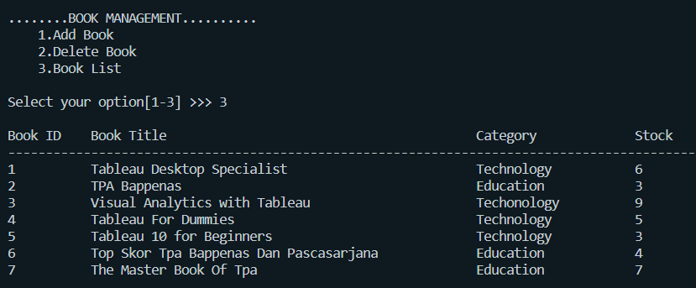 ........BOOK MANAGEMENT..........
1.Add Book
2.Delete Book
3.Book List
Select your option[1-3] >>> 3
Book ID Book Title Category Stock
--------------------------------------------------------------------------------------------
1 Tableau Desktop Specialist Technology 6
2 TPA Bappenas Education 3
3 Visual Analytics with Tableau Techonology 9
4 Tableau For Dummies Technology 5
5 Tableau 10 for Beginners Technology 3
6 Top Skor Tpa Bappenas Dan Pascasarjana Education 4
7 The Master Book Of Tpa Education 7